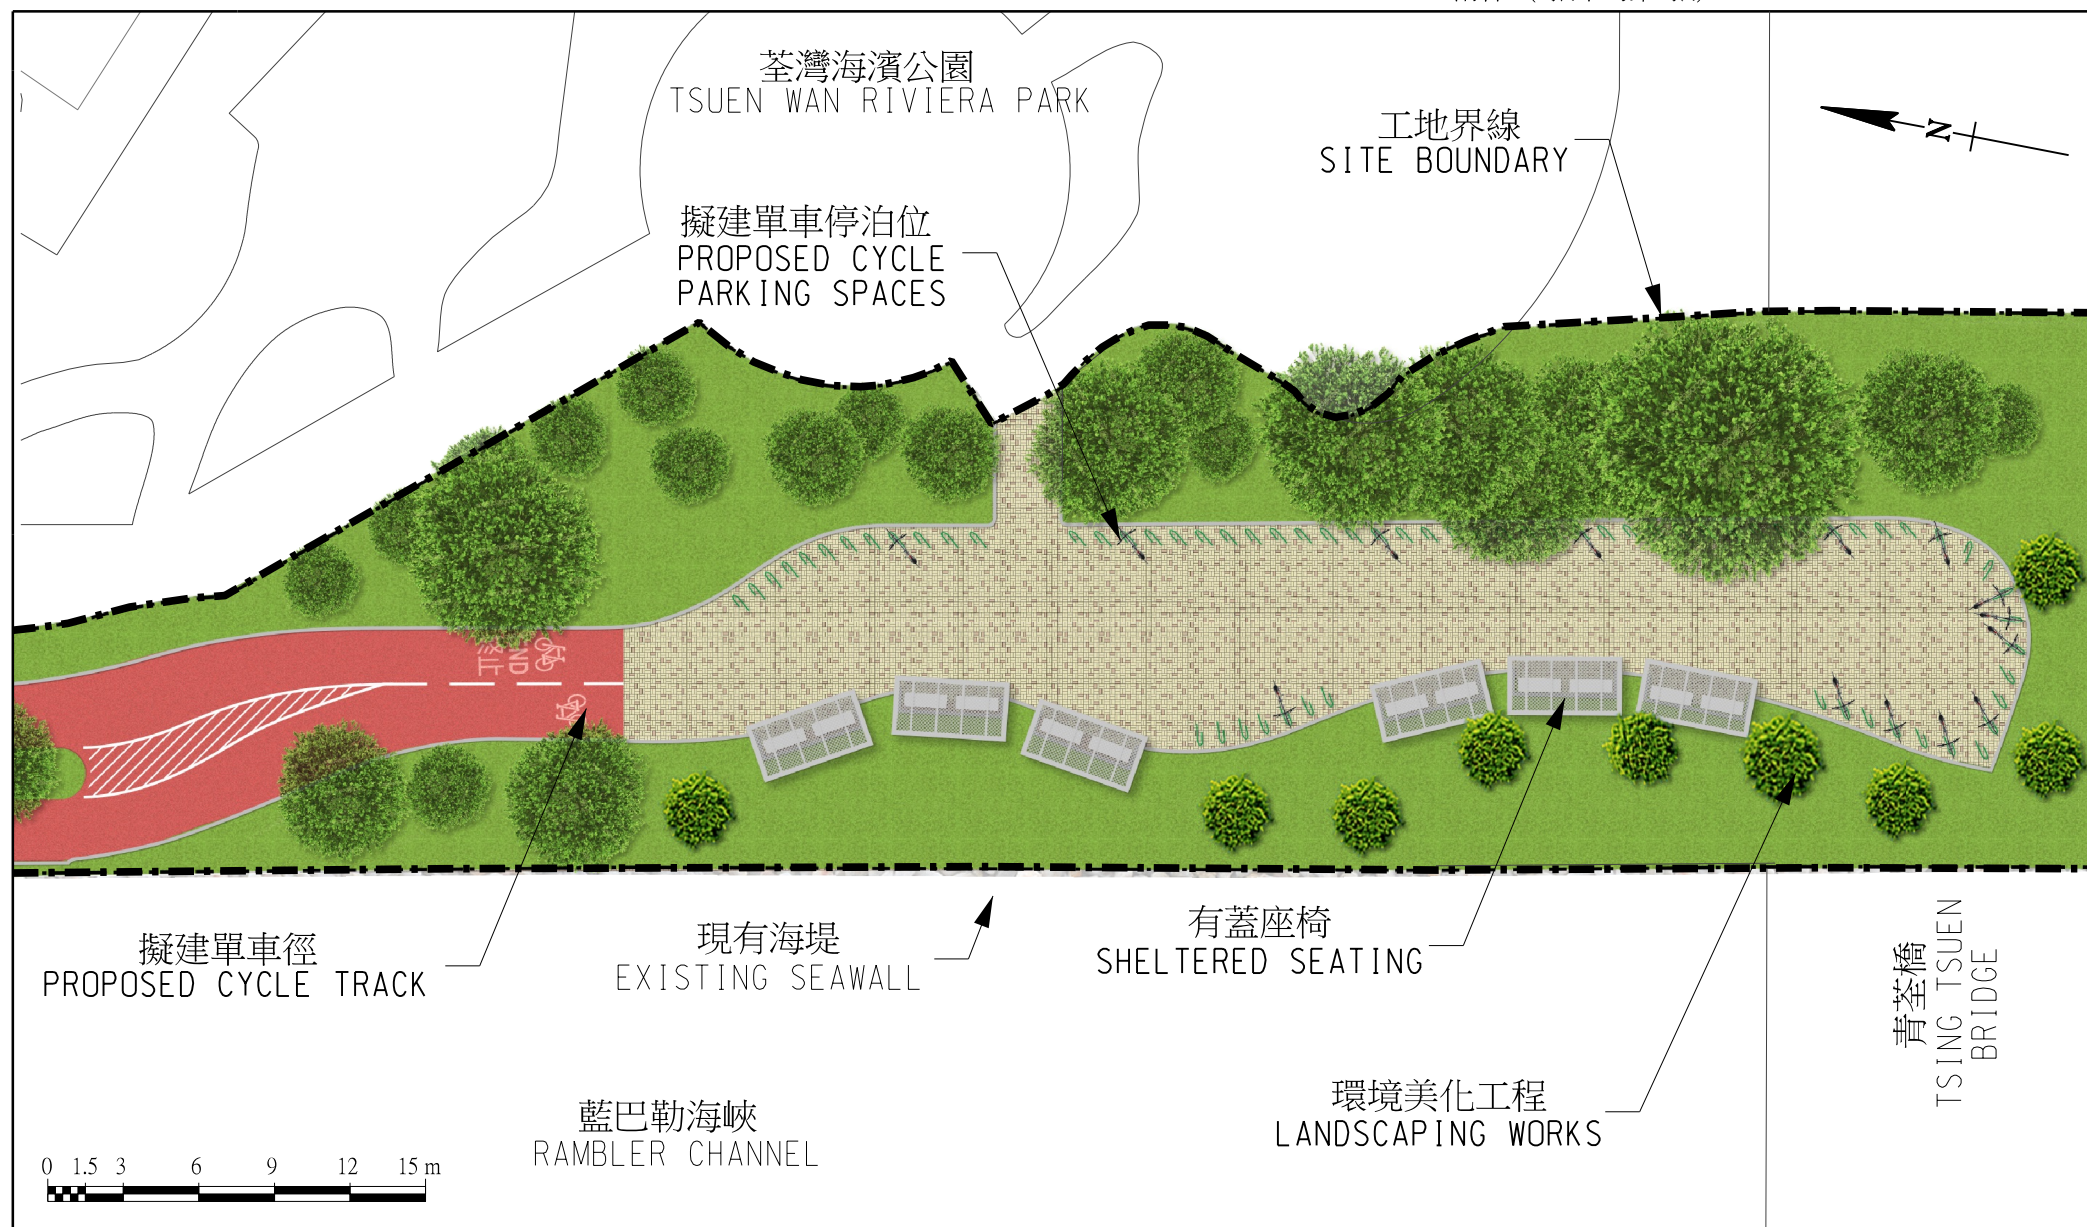 荃灣海濱公園
TSUEN WAN RIVIERA PARK
工地界線
SITE BOUNDARY
N
擬建單車停泊位
PROPOSED CYCLE
PARKING SPACES
擬建單車徑
PROPOSED CYCLE TRACK
現有海堤
EXISTING SEAWALL
有蓋座椅
SHELTERED SEATING
青荃橋
TSING TSUEN
BRIDGE
環境美化工程
LANDSCAPING WORKS
藍巴勒海峽
RAMBLER CHANNEL
0 1.5 3 6 9 12 15 m